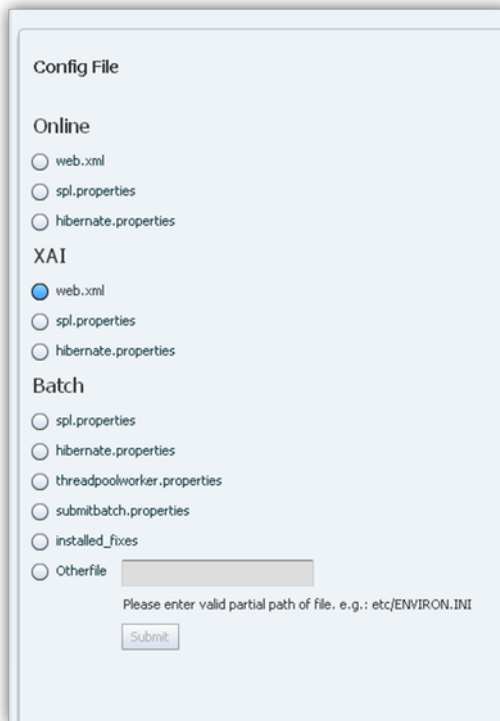 Config File
Online
web.xml
spl.properties
hibernate.properties
XAI
web.xml
spl.properties
hibernate.properties
Batch
spl.properties
hibernate.properties
threadpoolworker.properties
submitbatch.properties
installed_fixes
Otherfile
Please enter valid partial path of file. e.g.: etc/ENVIRON.INI
Submit